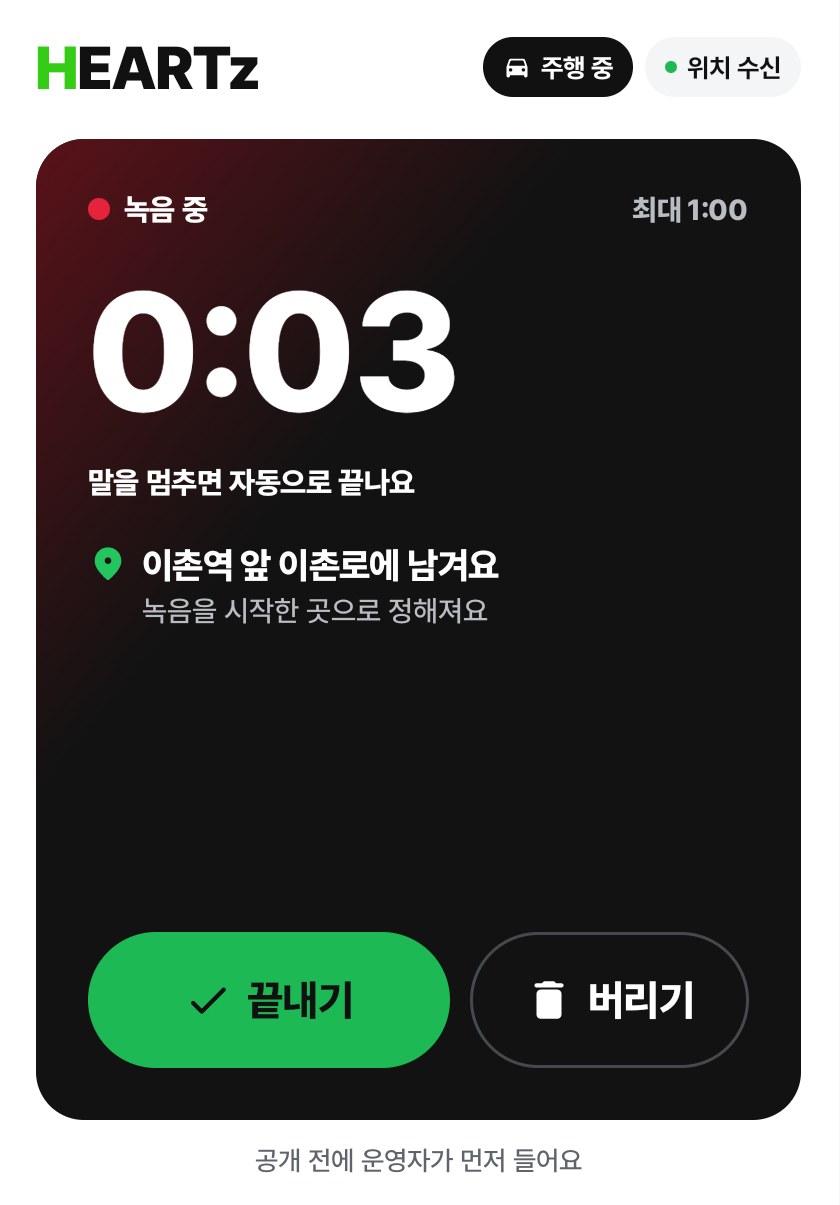 HEARTz
주행 중
위치 수신
녹음 중
최대 1:00
0:03
말을 멈추면 자동으로 끝나요
이촌역 앞 이촌로에 남겨요
녹음을 시작한 곳으로 정해져요
끝내기
버리기
공개 전에 운영자가 먼저 들어요